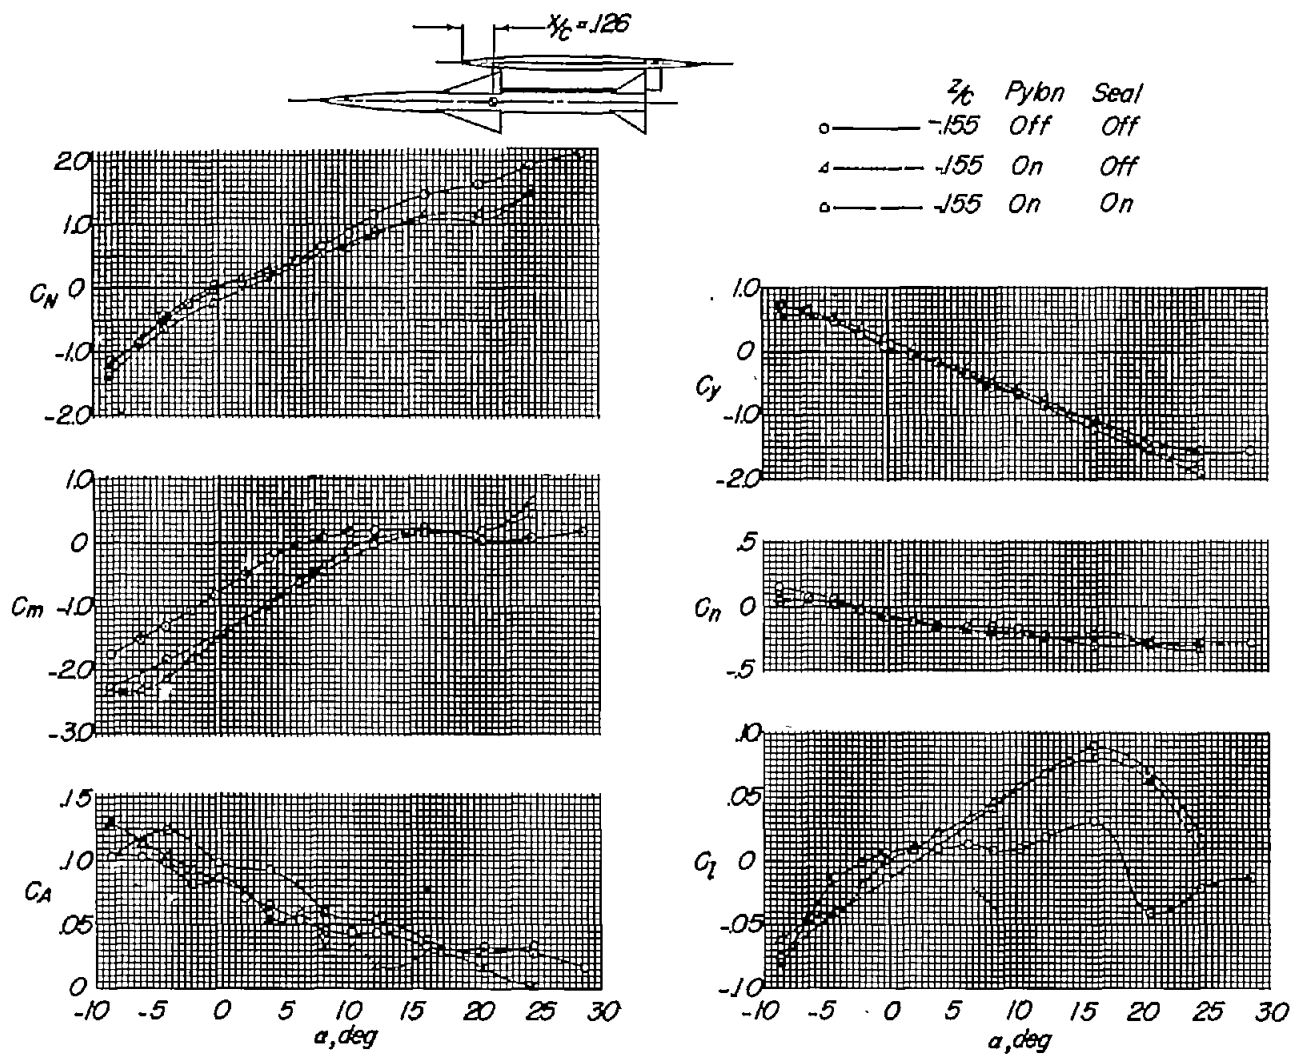 x/c = .126
z/c Pylon Seal
-.155 Off Off
-.155 On Off
-.155 On On
2.0
1.0
0
-1.0
-2.0
C_N
1.0
0
-1.0
-2.0
-3.0
C_m
.15
.10
.05
0
C_A
-10 -5 0 5 10 15 20 25 30
α, deg
1.0
0
-1.0
-2.0
C_y
.5
0
-.5
C_n
.10
.05
0
-.05
-.10
C_l
-10 -5 0 5 10 15 20 25 30
α, deg